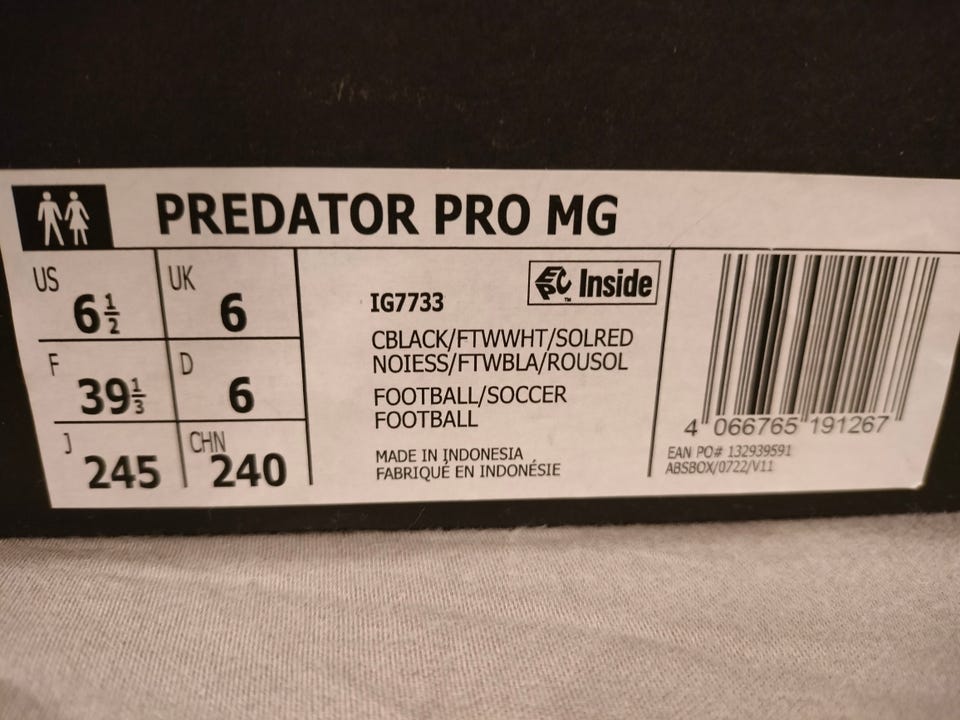 PREDATOR PRO MG
US 6½ UK 6
F 39⅓ D 6
J 245 CHN 240
EPC™ Inside
IG7733
CBLACK/FTWWHT/SOLRED
NOIESS/FTWBLA/ROUSOL
FOOTBALL/SOCCER
FOOTBALL
MADE IN INDONESIA
FABRIQUÉ EN INDONÉSIE
4 066765 191267
EAN PO# 132939591
ABSBOX/0722/V11